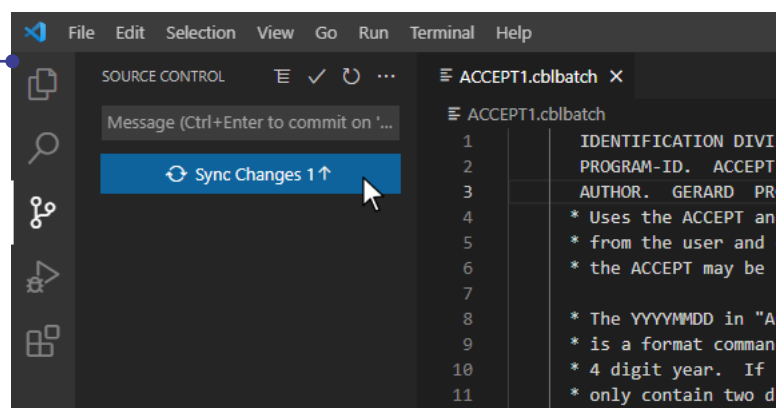 File Edit Selection View Go Run Terminal Help
SOURCE CONTROL
Message (Ctrl+Enter to commit on '...
Sync Changes 1↑
ACCEPT1.cblbatch ×
ACCEPT1.cblbatch
1 IDENTIFICATION DIVI
2 PROGRAM-ID. ACCEPT
3 AUTHOR. GERARD PR
4 * Uses the ACCEPT an
5 * from the user and
6 * the ACCEPT may be
7
8 * The YYYYMMDD in "A
9 * is a format comman
10 * 4 digit year. If
11 * only contain two d